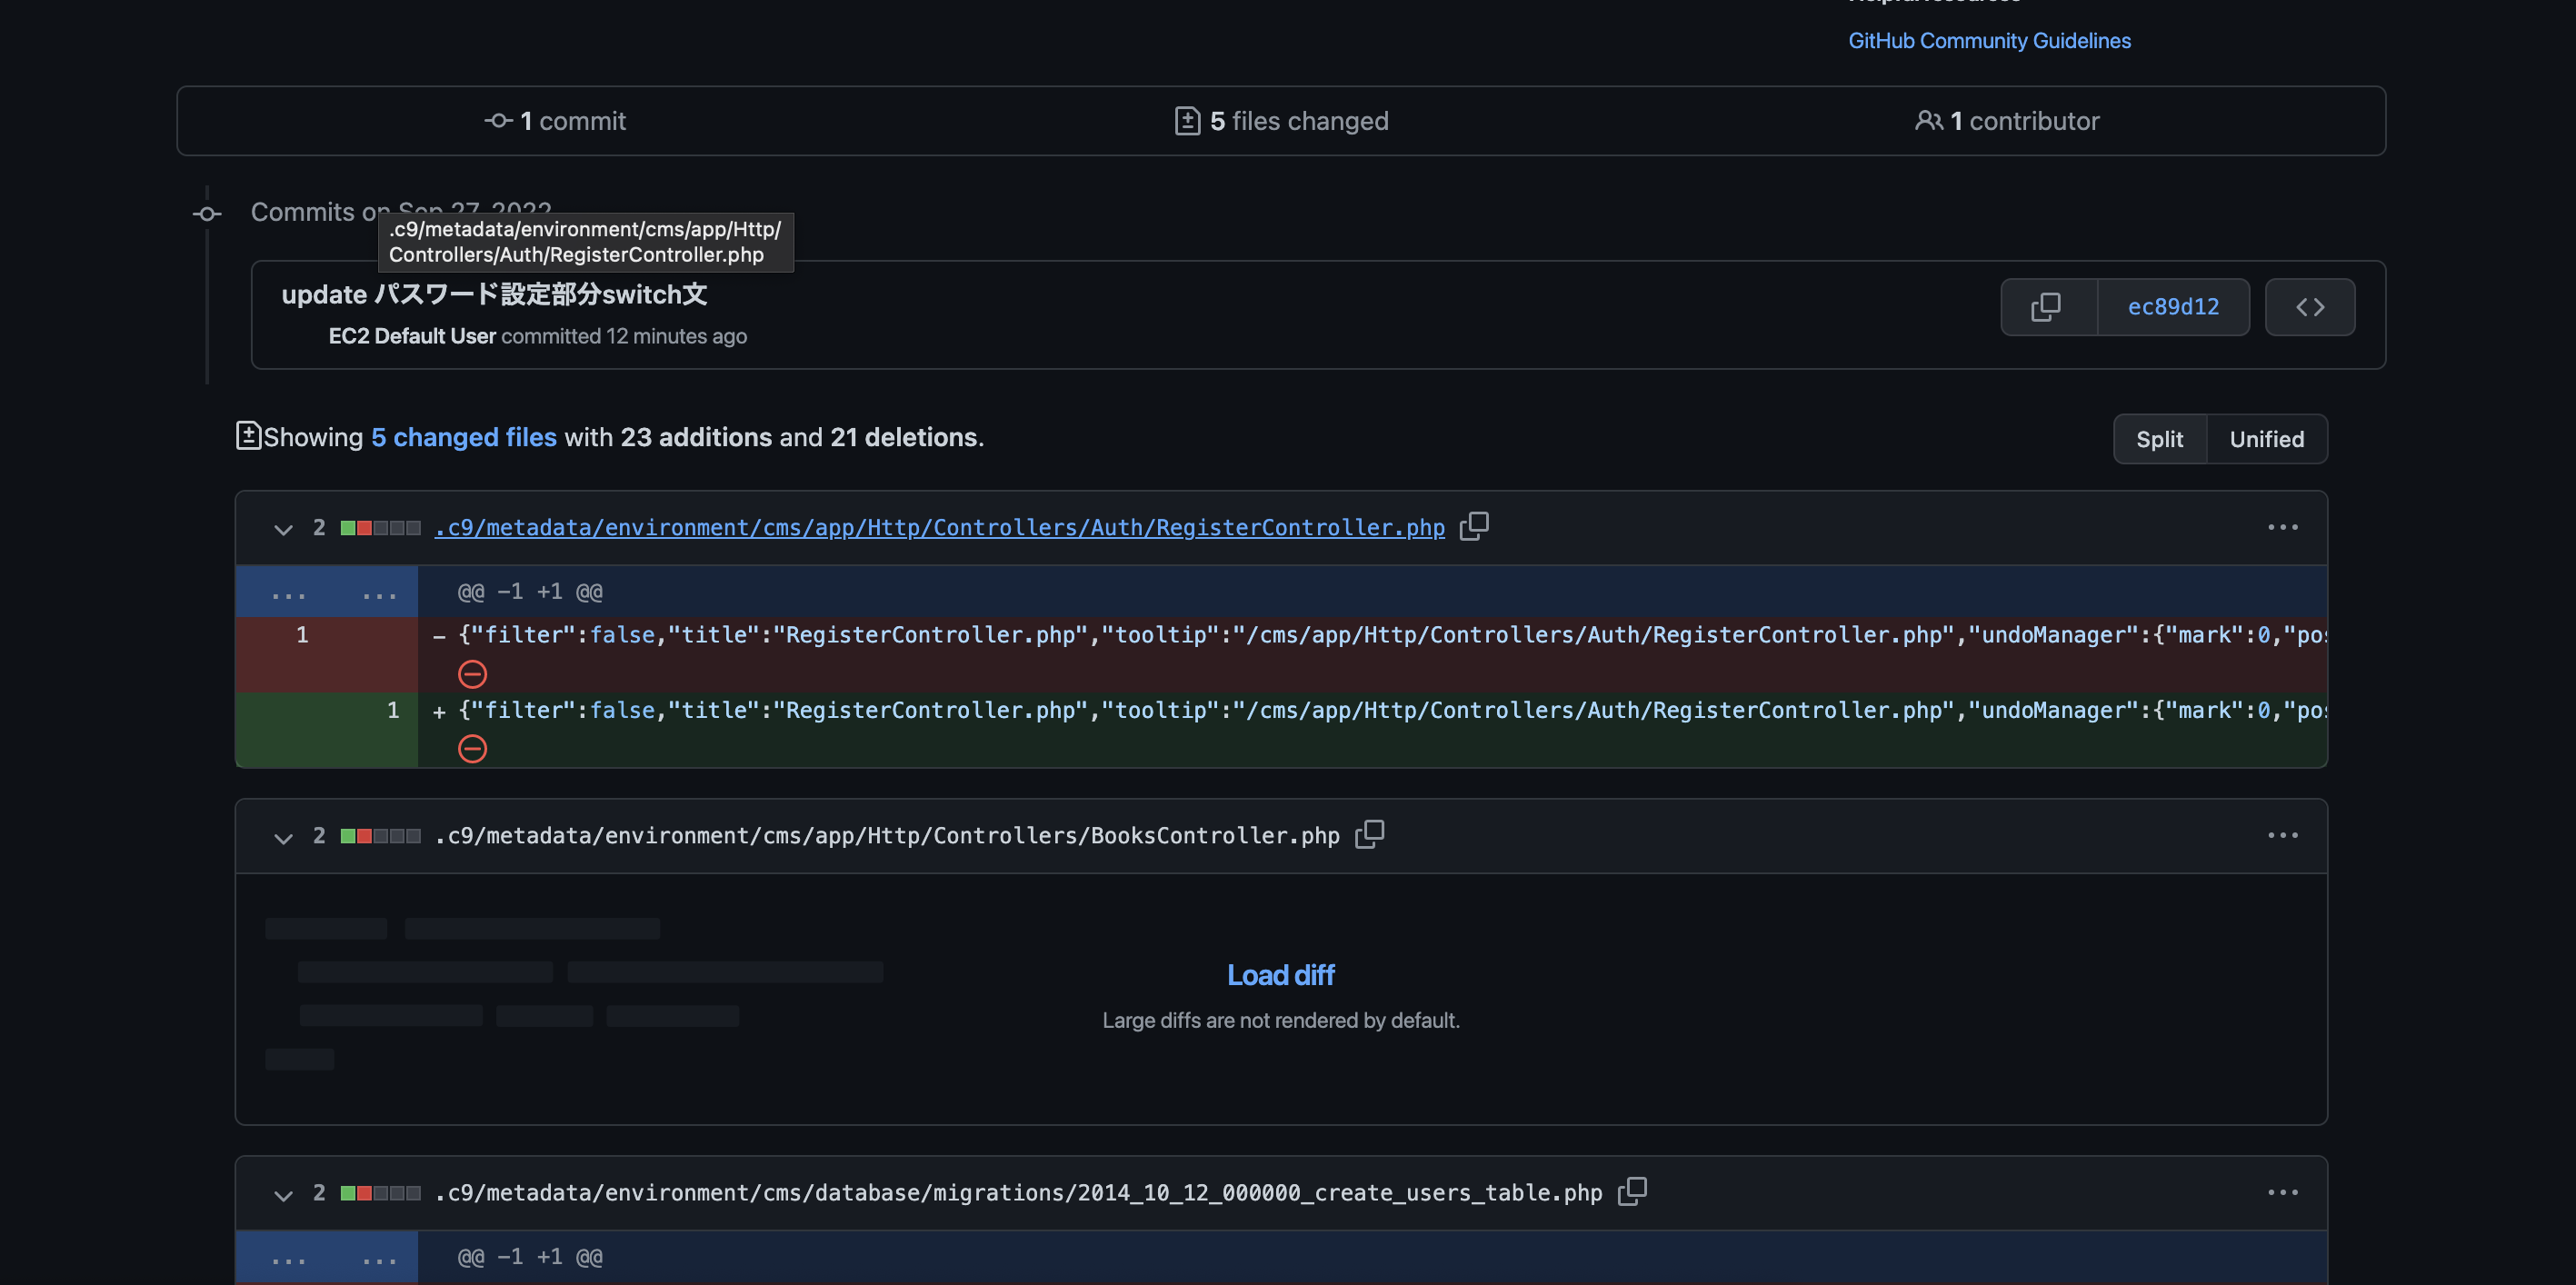 GitHub Community Guidelines
1 commit
5 files changed
1 contributor
Commits on Sep 27, 2022
.c9/metadata/environment/cms/app/Http/
Controllers/Auth/RegisterController.php
update パスワード設定部分switch文
ec89d12
EC2 Default User committed 12 minutes ago
Showing 5 changed files with 23 additions and 21 deletions.
Split Unified
2 .c9/metadata/environment/cms/app/Http/Controllers/Auth/RegisterController.php
... ... @@ -1 +1 @@
1 - {"filter":false,"title":"RegisterController.php","tooltip":"/cms/app/Http/Controllers/Auth/RegisterController.php","undoManager":{"mark":0,"pos
1 + {"filter":false,"title":"RegisterController.php","tooltip":"/cms/app/Http/Controllers/Auth/RegisterController.php","undoManager":{"mark":0,"pos
2 .c9/metadata/environment/cms/app/Http/Controllers/BooksController.php
Load diff
Large diffs are not rendered by default.
2 .c9/metadata/environment/cms/database/migrations/2014_10_12_000000_create_users_table.php
... ... @@ -1 +1 @@